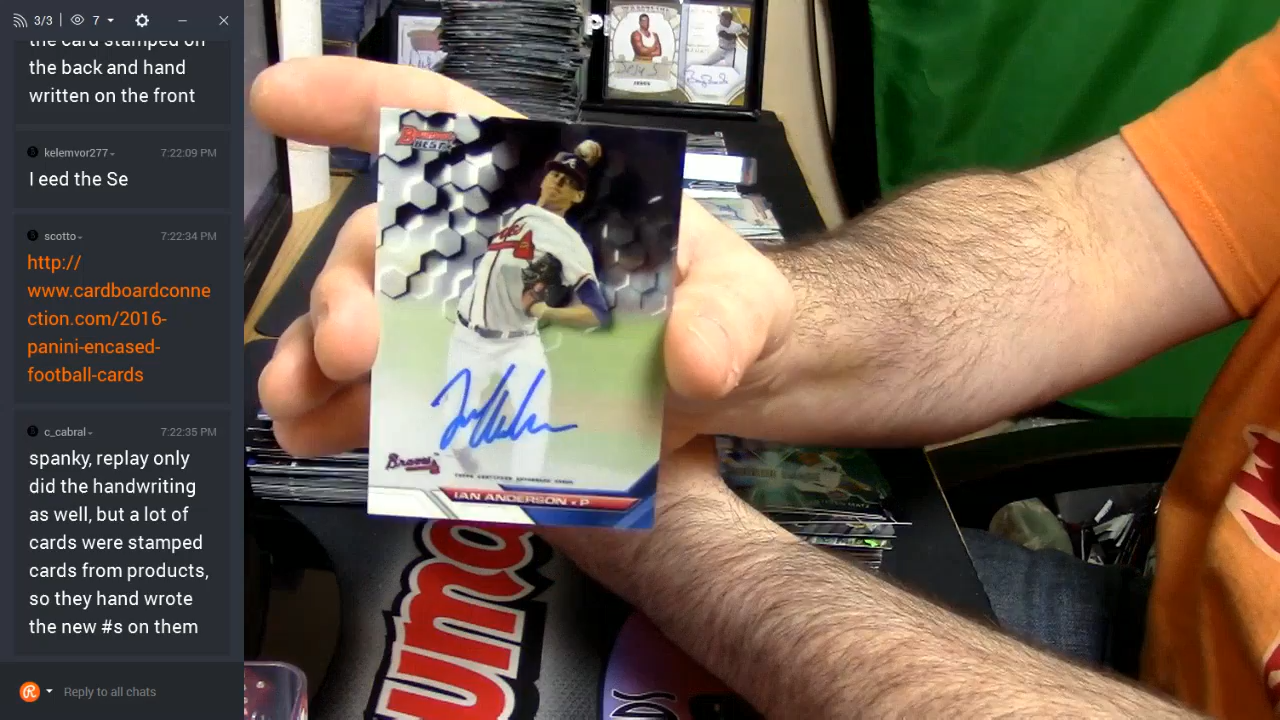 3/3
7
the card stamped on
the back and hand
written on the front
kelemvor277
7:22:09 PM
I eed the Se
scotto
7:22:34 PM
http://
www.cardboardconne
ction.com/2016-
panini-encased-
football-cards
c_cabral
7:22:35 PM
spanky, replay only
did the handwriting
as well, but a lot of
cards were stamped
cards from products,
so they hand wrote
the new #s on them
Reply to all chats
Bowman's
BEST
Braves
TOPPS CERTIFIED AUTOGRAPH ISSUE
IAN ANDERSON • P